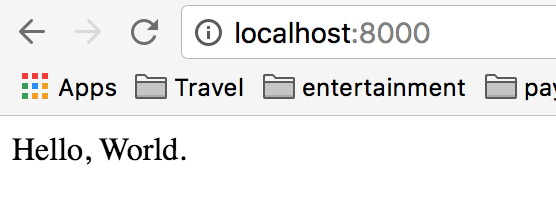 localhost:8000
Apps Travel entertainment
Hello, World.